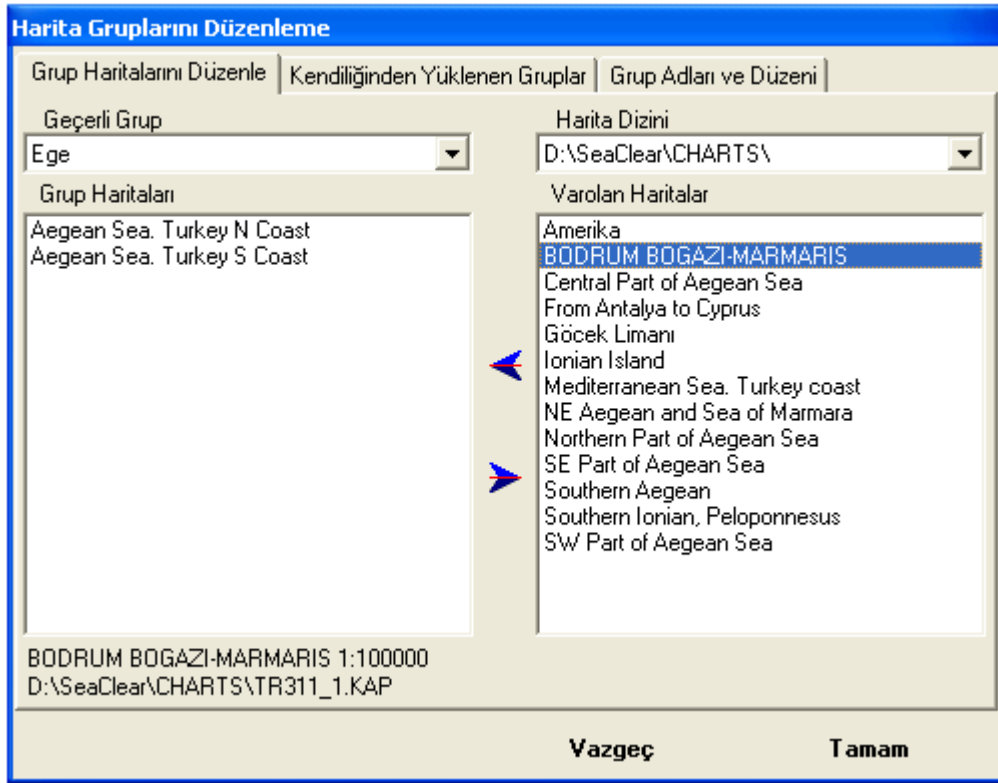 Harita Gruplarını Düzenleme
Grup Haritalarını Düzenle
Kendiliğinden Yüklenen Gruplar
Grup Adları ve Düzeni
Geçerli Grup
Ege
Grup Haritaları
Aegean Sea. Turkey N Coast
Aegean Sea. Turkey S Coast
Harita Dizini
D:\SeaClear\CHARTS\
Varolan Haritalar
Amerika
BODRUM BOGAZI-MARMARIS
Central Part of Aegean Sea
From Antalya to Cyprus
Göcek Limanı
Ionian Island
Mediterranean Sea. Turkey coast
NE Aegean and Sea of Marmara
Northern Part of Aegean Sea
SE Part of Aegean Sea
Southern Aegean
Southern Ionian, Peloponnesus
SW Part of Aegean Sea
BODRUM BOGAZI-MARMARIS 1:100000
D:\SeaClear\CHARTS\TR311_1.KAP
Vazgeç
Tamam